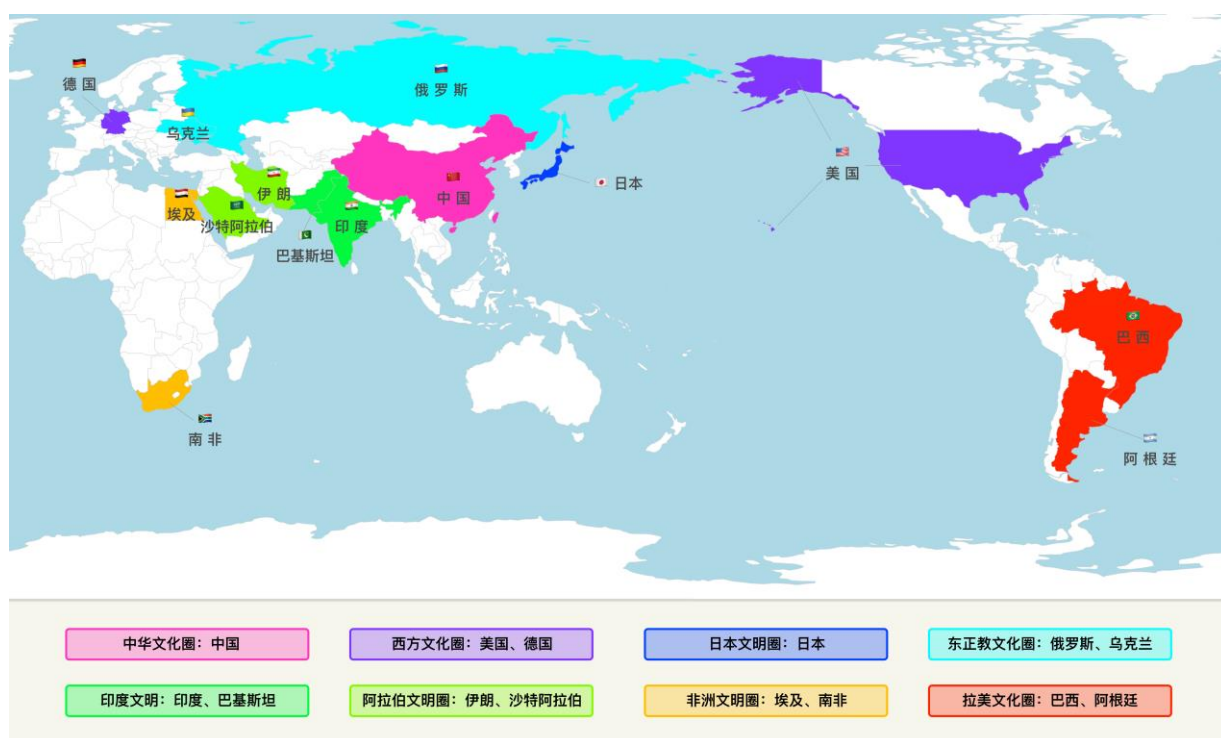 德国
俄罗斯
乌克兰
美国
伊朗
中国
日本
埃及
沙特阿拉伯
印度
巴基斯坦
巴西
南非
阿根廷
中华文化圈：中国
西方文化圈：美国、德国
日本文明圈：日本
东正教文化圈：俄罗斯、乌克兰
印度文明：印度、巴基斯坦
阿拉伯文明圈：伊朗、沙特阿拉伯
非洲文明圈：埃及、南非
拉美文化圈：巴西、阿根廷